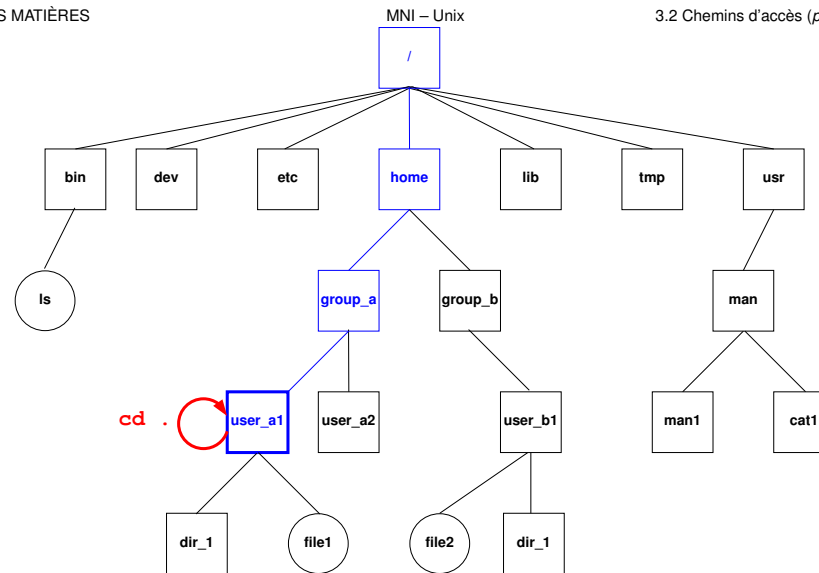 S MATIÈRES MNI – Unix 3.2 Chemins d'accès (p
/
bin dev etc home lib tmp usr
ls group_a group_b man
cd . user_a1 user_a2 user_b1 man1 cat1
dir_1 file1 file2 dir_1